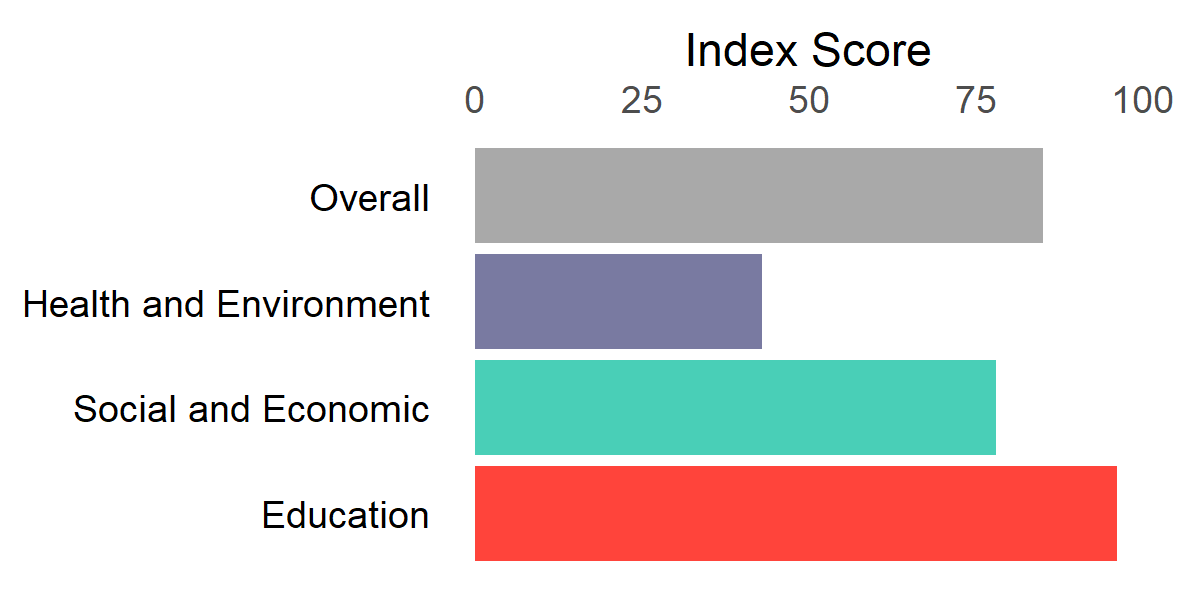 Index Score
0 25 50 75 100
Overall
Health and Environment
Social and Economic
Education